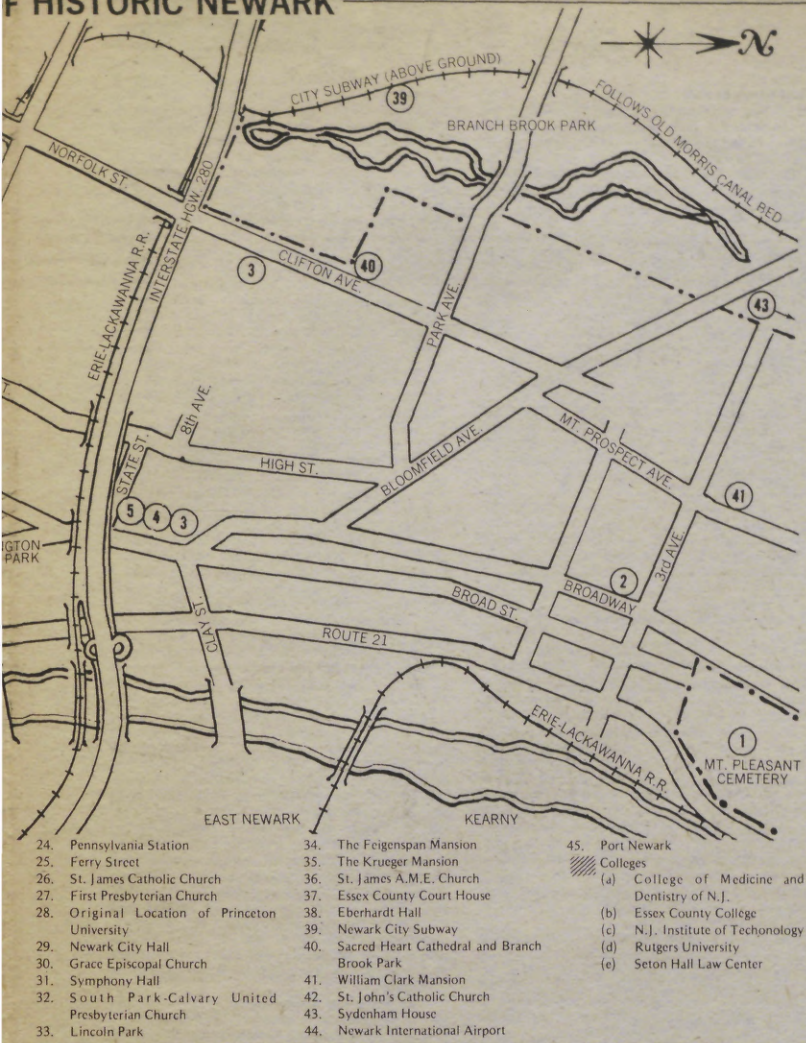 F HISTORIC NEWARK
N
CITY SUBWAY (ABOVE GROUND)
39
BRANCH BROOK PARK
FOLLOWS OLD MORRIS CANAL BED
NORFOLK ST.
INTERSTATE HGW. 280
ERIE-LACKAWANNA R.R.
3
CLIFTON AVE.
40
PARK AVE.
43
T.
8th AVE.
STATE ST.
HIGH ST.
BLOOMFIELD AVE.
MT. PROSPECT AVE.
41
5
4
3
NGTON
PARK
3rd AVE.
2
BROADWAY
BROAD ST.
CLAY ST.
ROUTE 21
ERIE-LACKAWANNA R.R.
1
MT. PLEASANT
CEMETERY
EAST NEWARK
KEARNY
24. Pennsylvania Station
25. Ferry Street
26. St. James Catholic Church
27. First Presbyterian Church
28. Original Location of Princeton
University
29. Newark City Hall
30. Grace Episcopal Church
31. Symphony Hall
32. South Park-Calvary United
Presbyterian Church
33. Lincoln Park
34. The Feigenspan Mansion
35. The Krueger Mansion
36. St. James A.M.E. Church
37. Essex County Court House
38. Eberhardt Hall
39. Newark City Subway
40. Sacred Heart Cathedral and Branch
Brook Park
41. William Clark Mansion
42. St. John's Catholic Church
43. Sydenham House
44. Newark International Airport
45. Port Newark
Colleges
(a) College of Medicine and
Dentistry of N.J.
(b) Essex County College
(c) N.J. Institute of Techonology
(d) Rutgers University
(e) Seton Hall Law Center